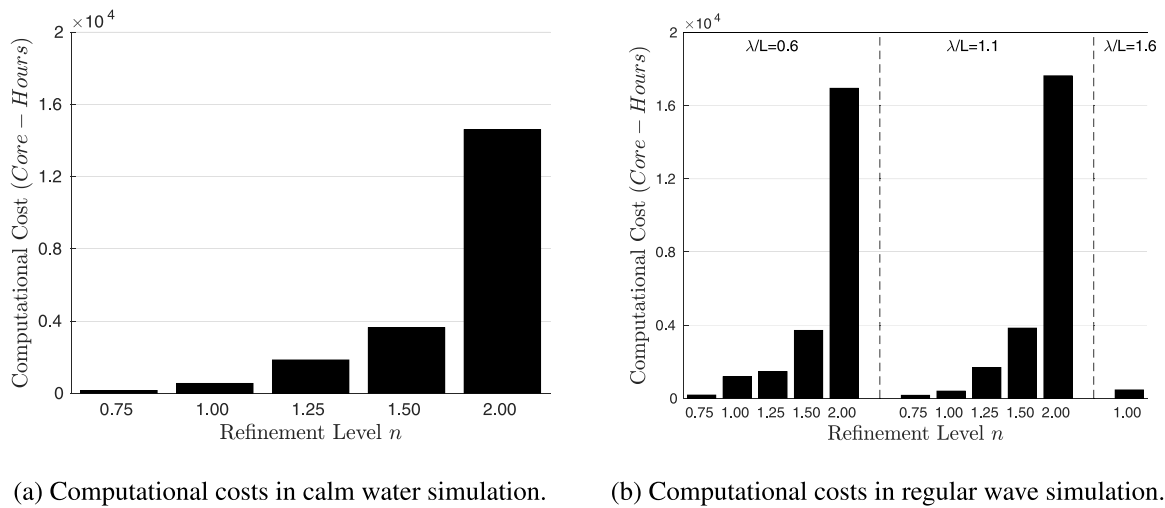 ×10⁴
2
1.6
1.2
0.8
0.4
0
Computational Cost (Core − Hours)
0.75 1.00 1.25 1.50 2.00
Refinement Level n
(a) Computational costs in calm water simulation.
×10⁴
2
1.6
1.2
0.8
0.4
0
Computational Cost (Core − Hours)
λ/L=0.6 λ/L=1.1 λ/L=1.6
0.75 1.00 1.25 1.50 2.00 0.75 1.00 1.25 1.50 2.00 1.00
Refinement Level n
(b) Computational costs in regular wave simulation.